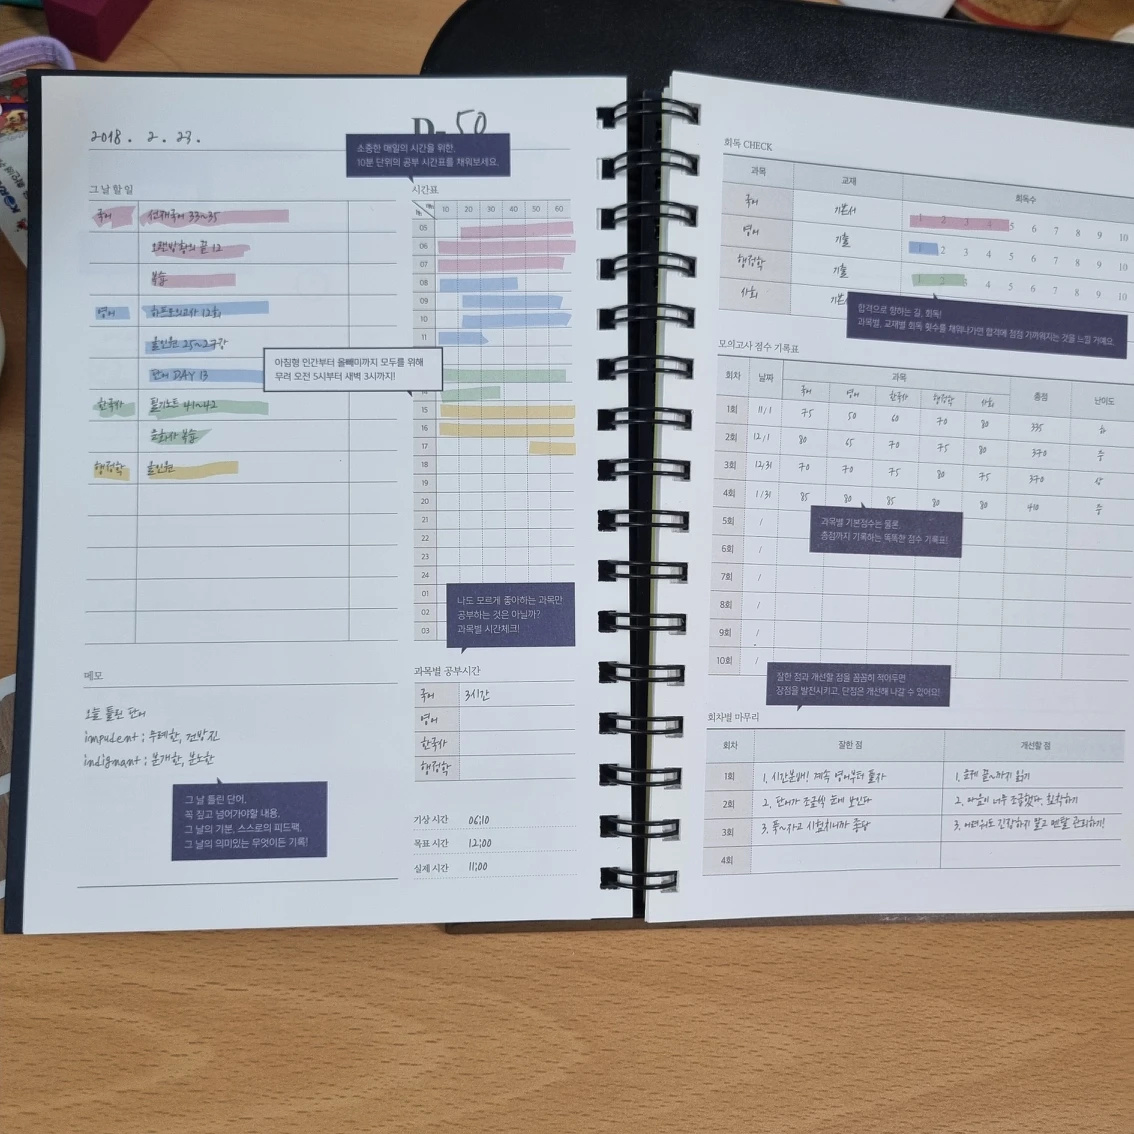 2018. 2. 23.
D-50
소중한 매일의 시간을 위한,
10분 단위의 공부 시간표를 채워보세요.
그날 할 일
국어 선재국어 33~35
오랜방황의 끝 12
복습
영어 하프모의고사 12회
올인원 25~27강
단어 DAY 13
한국사 필기노트 41~42
문화사 복습
행정학 올인원
아침형 인간부터 올빼미까지 모두를 위해
무려 오전 5시부터 새벽 3시까지!
시간표
10 20 30 40 50 60
05
06
07
08
09
10
11
14
15
16
17
18
19
20
21
22
23
24
01
02
03
나도 모르게 좋아하는 과목만
공부하는 것은 아닐까?
과목별 시간체크!
메모
오늘 틀린 단어
impudent ; 무례한, 건방진
indignant ; 분개한, 분노한
그 날 틀린 단어,
꼭 짚고 넘어가야할 내용,
그 날의 기분, 스스로의 피드백,
그 날의 의미있는 무엇이든 기록!
과목별 공부시간
국어 3시간
영어
한국사
행정학
기상 시간 06;10
목표 시간 12;00
실제 시간 11;00
회독 CHECK
과목 교재 회독수
국어 기본서 1 2 3 4 5 6 7 8 9 10
영어 기출 1 2 3 4 5 6 7 8 9 10
행정학 기출 1 2 3 4 5 6 7 8 9 10
사회 기본
합격으로 향하는 길, 회독!
과목별, 교재별 회독 횟수를 채워나가면 합격에 점점 가까워지는 것을 느낄 거예요.
모의고사 점수 기록표
회차 날짜 과목 총점 난이도
국어 영어 한국사 행정학 사회
1회 11/1 75 50 60 70 80 335 하
2회 12/1 80 65 70 75 80 370 중
3회 12/31 70 70 75 80 75 370 상
4회 1/31 85 80 85 80 80 410 중
5회 /
6회 /
7회 /
8회 /
9회
10회 /
과목별 기본점수는 물론,
총점까지 기록하는 똑똑한 점수 기록표!
잘한 점과 개선할 점을 꼼꼼히 적어두면
장점을 발전시키고, 단점은 개선해 나갈 수 있어요!
회차별 마무리
회차 잘한 점 개선할 점
1회 1. 시간분배! 계속 영어부터 풀자 1. 문제 끝~까지 읽기
2회 2. 단어가 조금씩 눈에 보인다 2. 마음이 너무 조급했다. 침착하기
3회 3. 푹~자고 시험치니까 좋당 3. 어려워도 긴장하지 말고 멘탈 관리하기!
4회